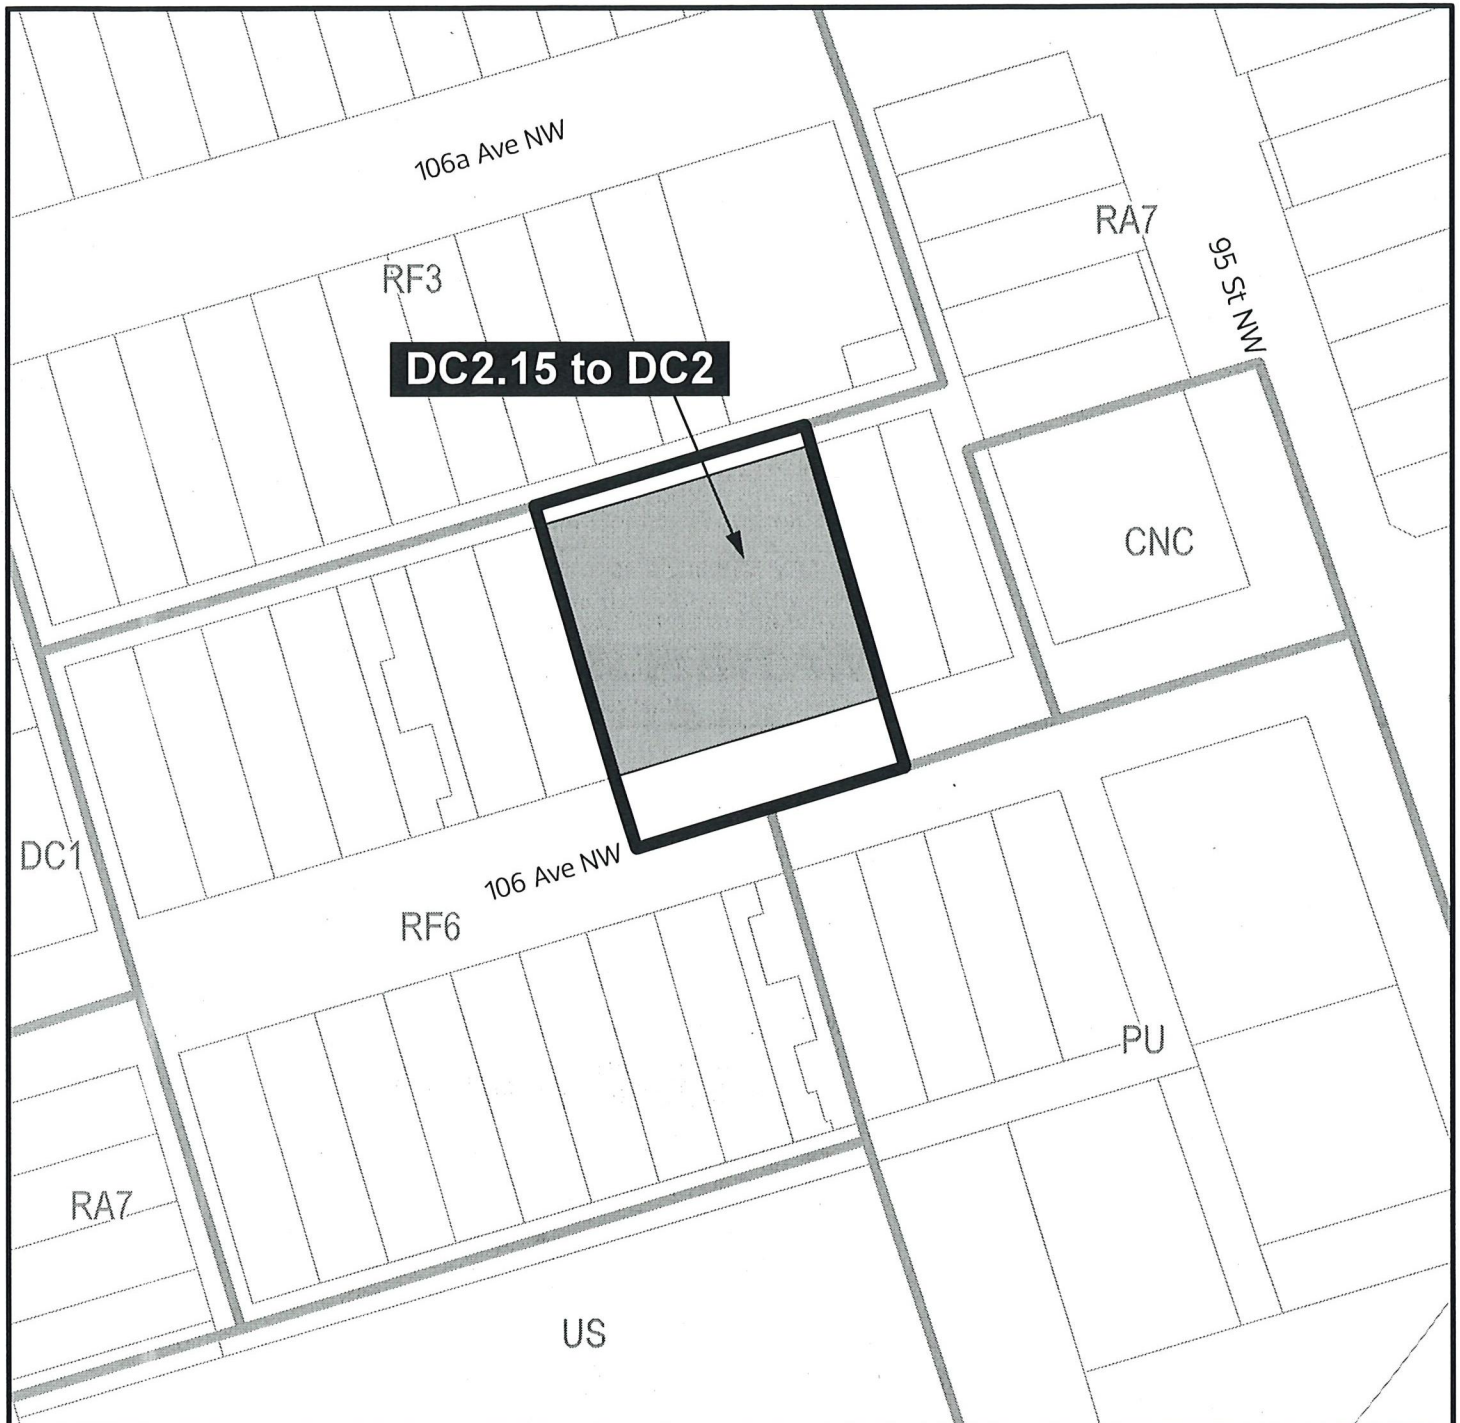 106a Ave NW
RA7
RF3
95 St NW
DC2.15 to DC2
CNC
DC1
106 Ave NW
RF6
PU
RA7
US